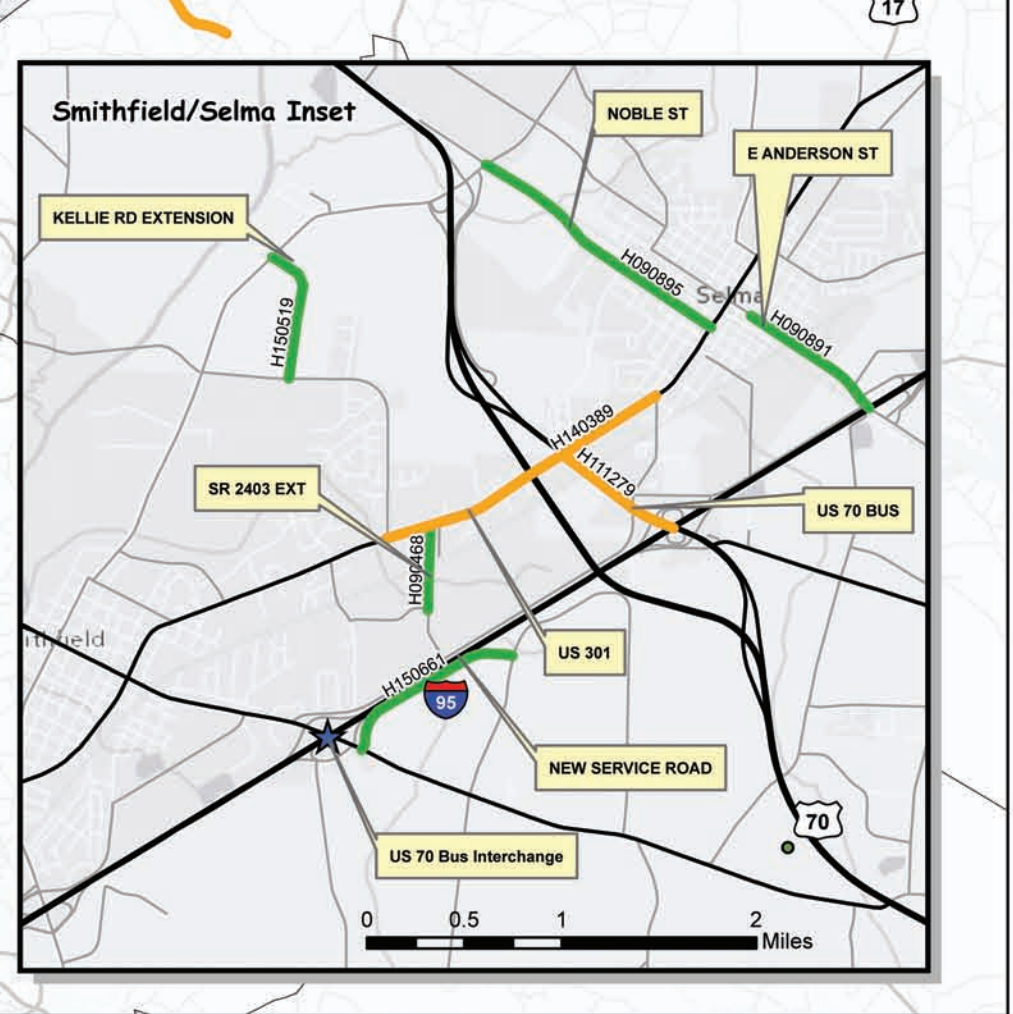 17
Smithfield/Selma Inset
NOBLE ST
E ANDERSON ST
KELLIE RD EXTENSION
H090895
Selma
H150519
H090891
H140389
H111279
SR 2403 EXT
US 70 BUS
H090468
ithfield
US 301
H150661
95
NEW SERVICE ROAD
70
US 70 Bus Interchange
0 0.5 1 2
Miles